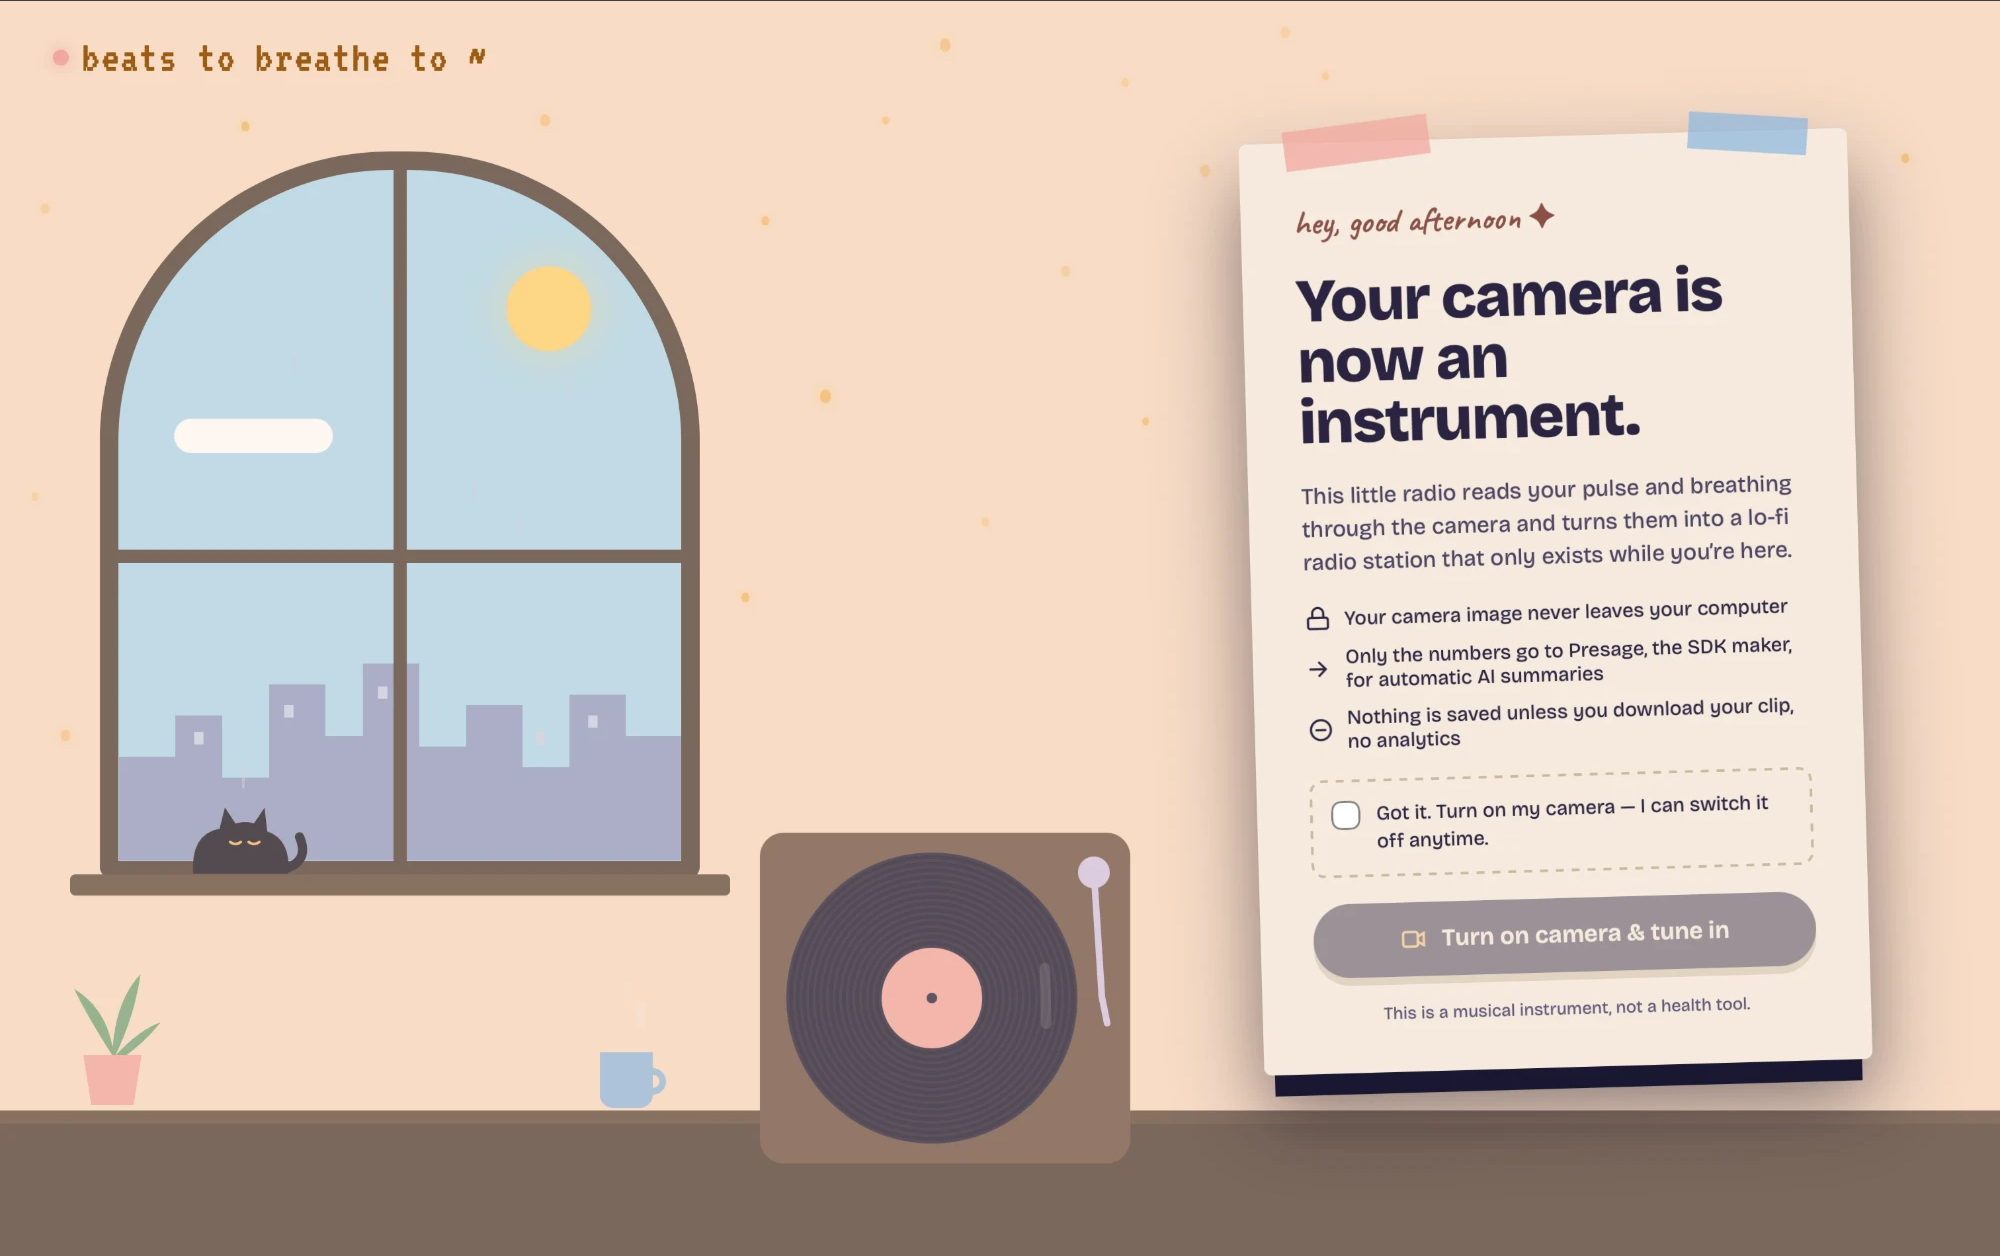 beats to breathe to ~
hey, good afternoon ✦
Your camera is
now an
instrument.
This little radio reads your pulse and breathing
through the camera and turns them into a lo-fi
radio station that only exists while you're here.
Your camera image never leaves your computer
Only the numbers go to Presage, the SDK maker,
for automatic AI summaries
Nothing is saved unless you download your clip,
no analytics
Got it. Turn on my camera — I can switch it
off anytime.
Turn on camera & tune in
This is a musical instrument, not a health tool.